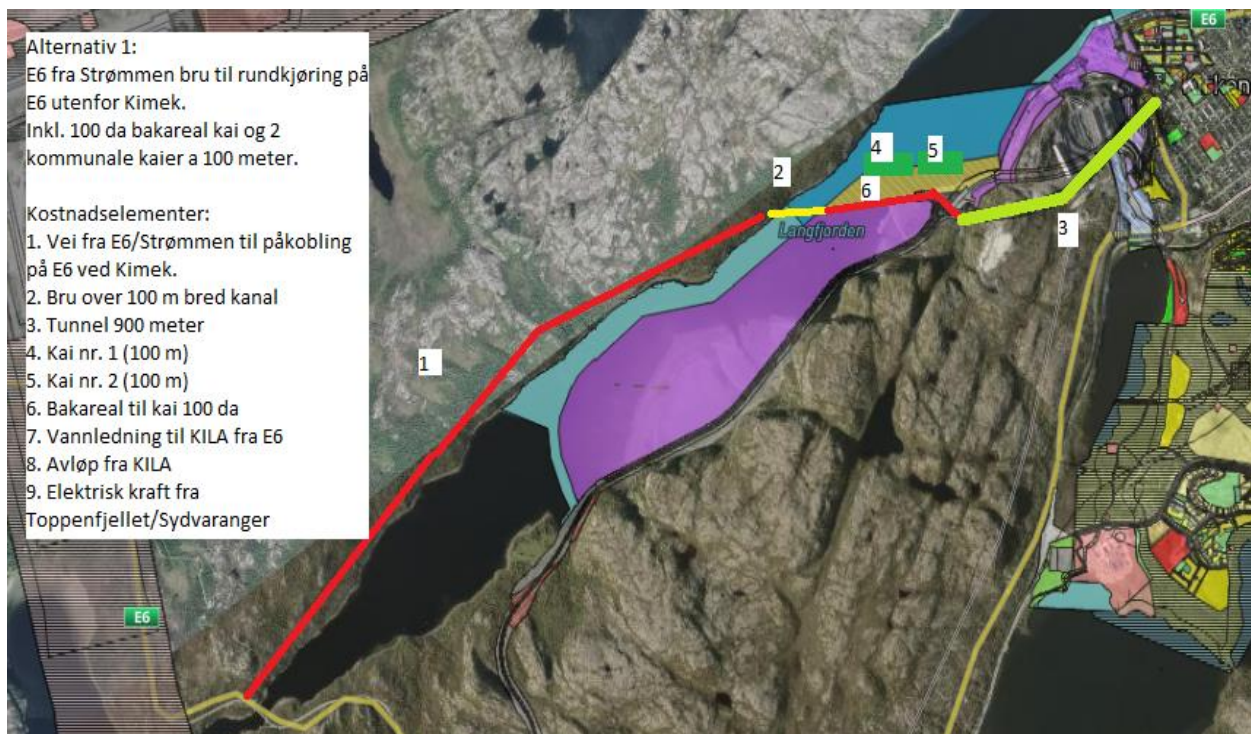 Alternativ 1:
E6 fra Strømmen bru til rundkjøring på
E6 utenfor Kimek.
Inkl. 100 da bakareal kai og 2
kommunale kaier a 100 meter.
Kostnadselementer:
1. Vei fra E6/Strømmen til påkobling
på E6 ved Kimek.
2. Bru over 100 m bred kanal
3. Tunnel 900 meter
4. Kai nr. 1 (100 m)
5. Kai nr. 2 (100 m)
6. Bakareal til kai 100 da
7. Vannledning til KILA fra E6
8. Avløp fra KILA
9. Elektrisk kraft fra
Toppenfjellet/Sydvaranger
E6
4
5
2
6
Langfjorden
3
1
E6